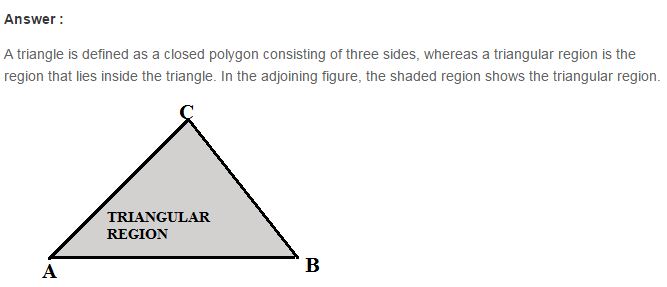 Answer :
A triangle is defined as a closed polygon consisting of three sides, whereas a triangular region is the
region that lies inside the triangle. In the adjoining figure, the shaded region shows the triangular region.
C
TRIANGULAR
REGION
A
B